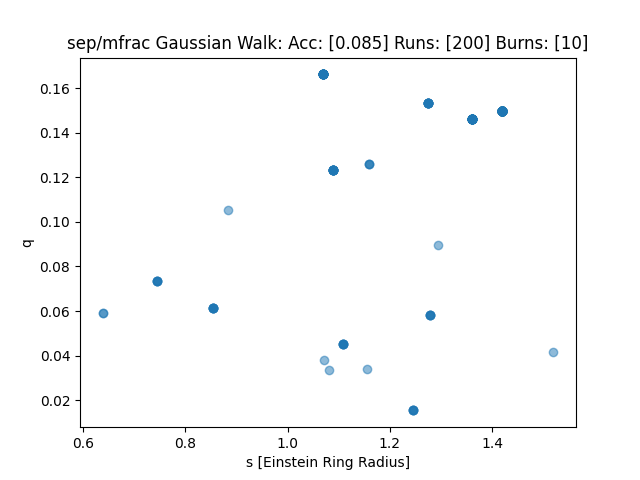 sep/mfrac Gaussian Walk: Acc: [0.085] Runs: [200] Burns: [10]
0.16
0.14
0.12
0.10
0.08
0.06
0.04
0.02
q
0.6 0.8 1.0 1.2 1.4
s [Einstein Ring Radius]